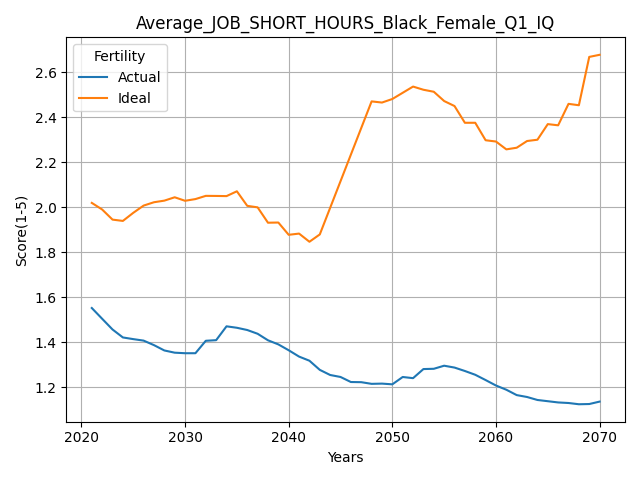 Average_JOB_SHORT_HOURS_Black_Female_Q1_IQ
Fertility
Actual
Ideal
Score(1-5)
2.6
2.4
2.2
2.0
1.8
1.6
1.4
1.2
2020 2030 2040 2050 2060 2070
Years